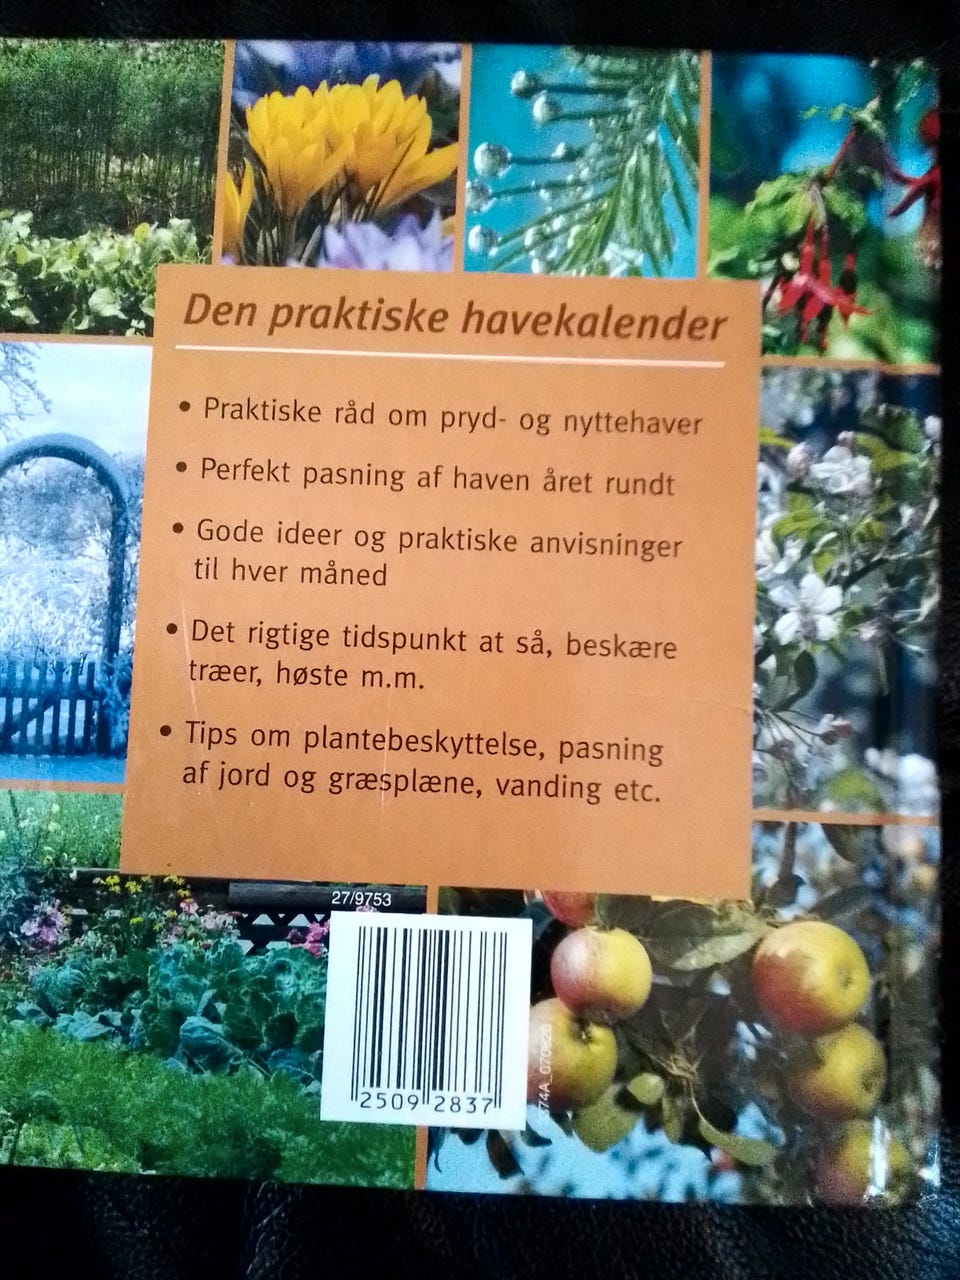 Den praktiske havekalender
• Praktiske råd om pryd- og nyttehaver
• Perfekt pasning af haven året rundt
• Gode ideer og praktiske anvisninger
til hver måned
• Det rigtige tidspunkt at så, beskære
træer, høste m.m.
• Tips om plantebeskyttelse, pasning
af jord og græsplæne, vanding etc.
27/9753
2509 2837